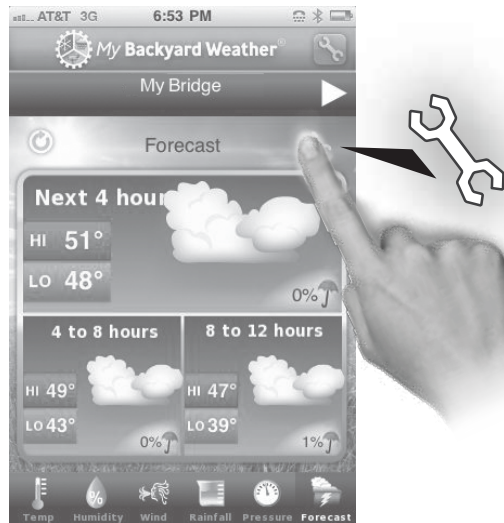 AT&T 3G 6:53 PM
My Backyard Weather®
My Bridge
Forecast
Next 4 hour
HI 51°
LO 48°
0%
4 to 8 hours 8 to 12 hours
HI 49° HI 47°
LO 43° LO 39°
0% 1%
%
Temp Humidity Wind Rainfall Pressure Forecast